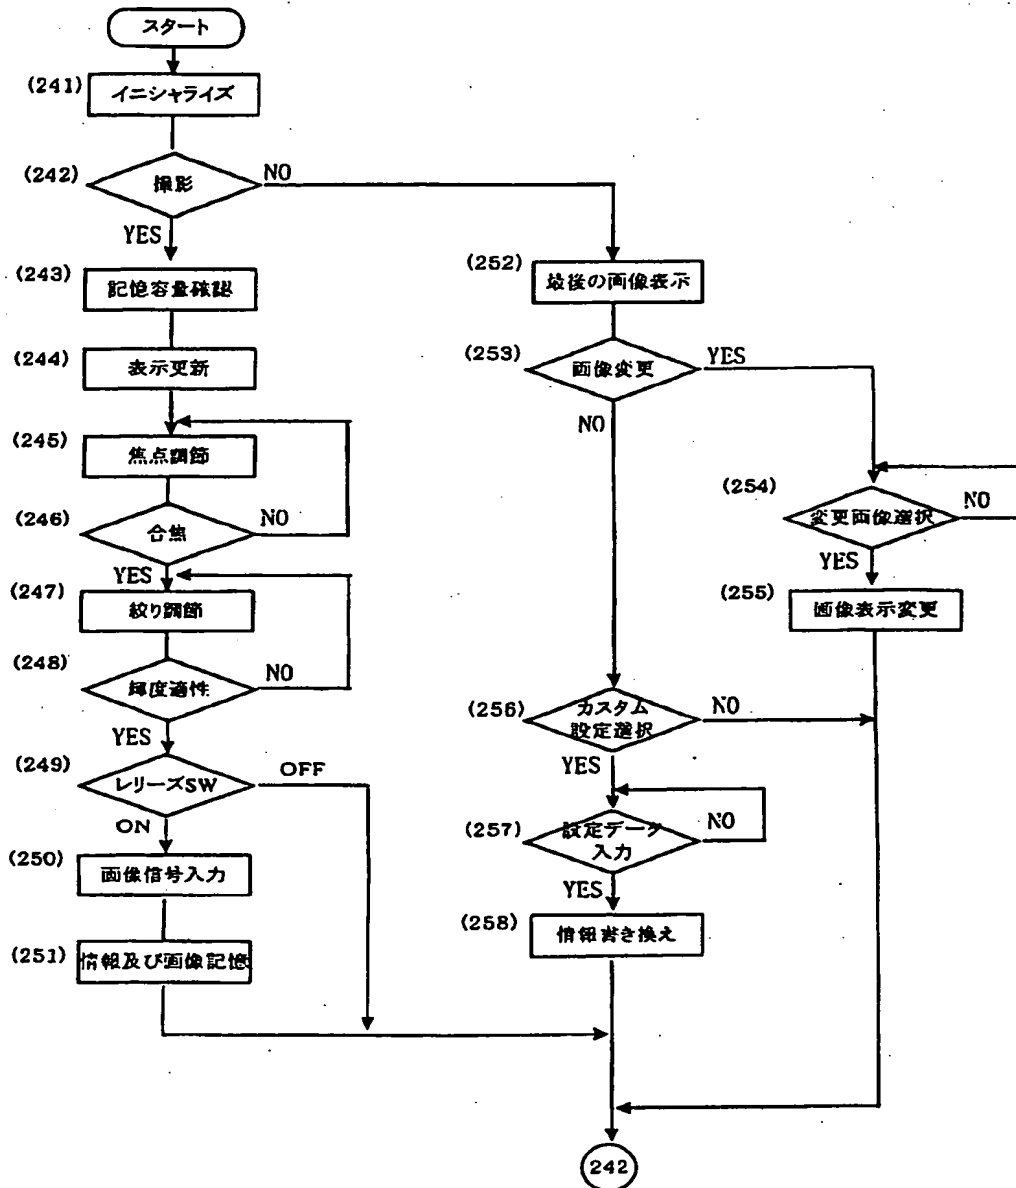 スタート
(241)
イニシャライズ
(242)
撮影
NO
YES
(243)
記憶容量確認
(244)
表示更新
(245)
焦点調節
(246)
合焦
NO
YES
(247)
絞り調節
(248)
輝度適性
NO
YES
(249)
レリーズSW
OFF
ON
(250)
画像信号入力
(251)
情報及び画像記憶
(252)
最後の画像表示
(253)
画像変更
YES
NO
(254)
変更画像選択
NO
YES
(255)
画像表示変更
(256)
カスタム
設定選択
NO
YES
(257)
設定データ
入力
NO
YES
(258)
情報書き換え
242